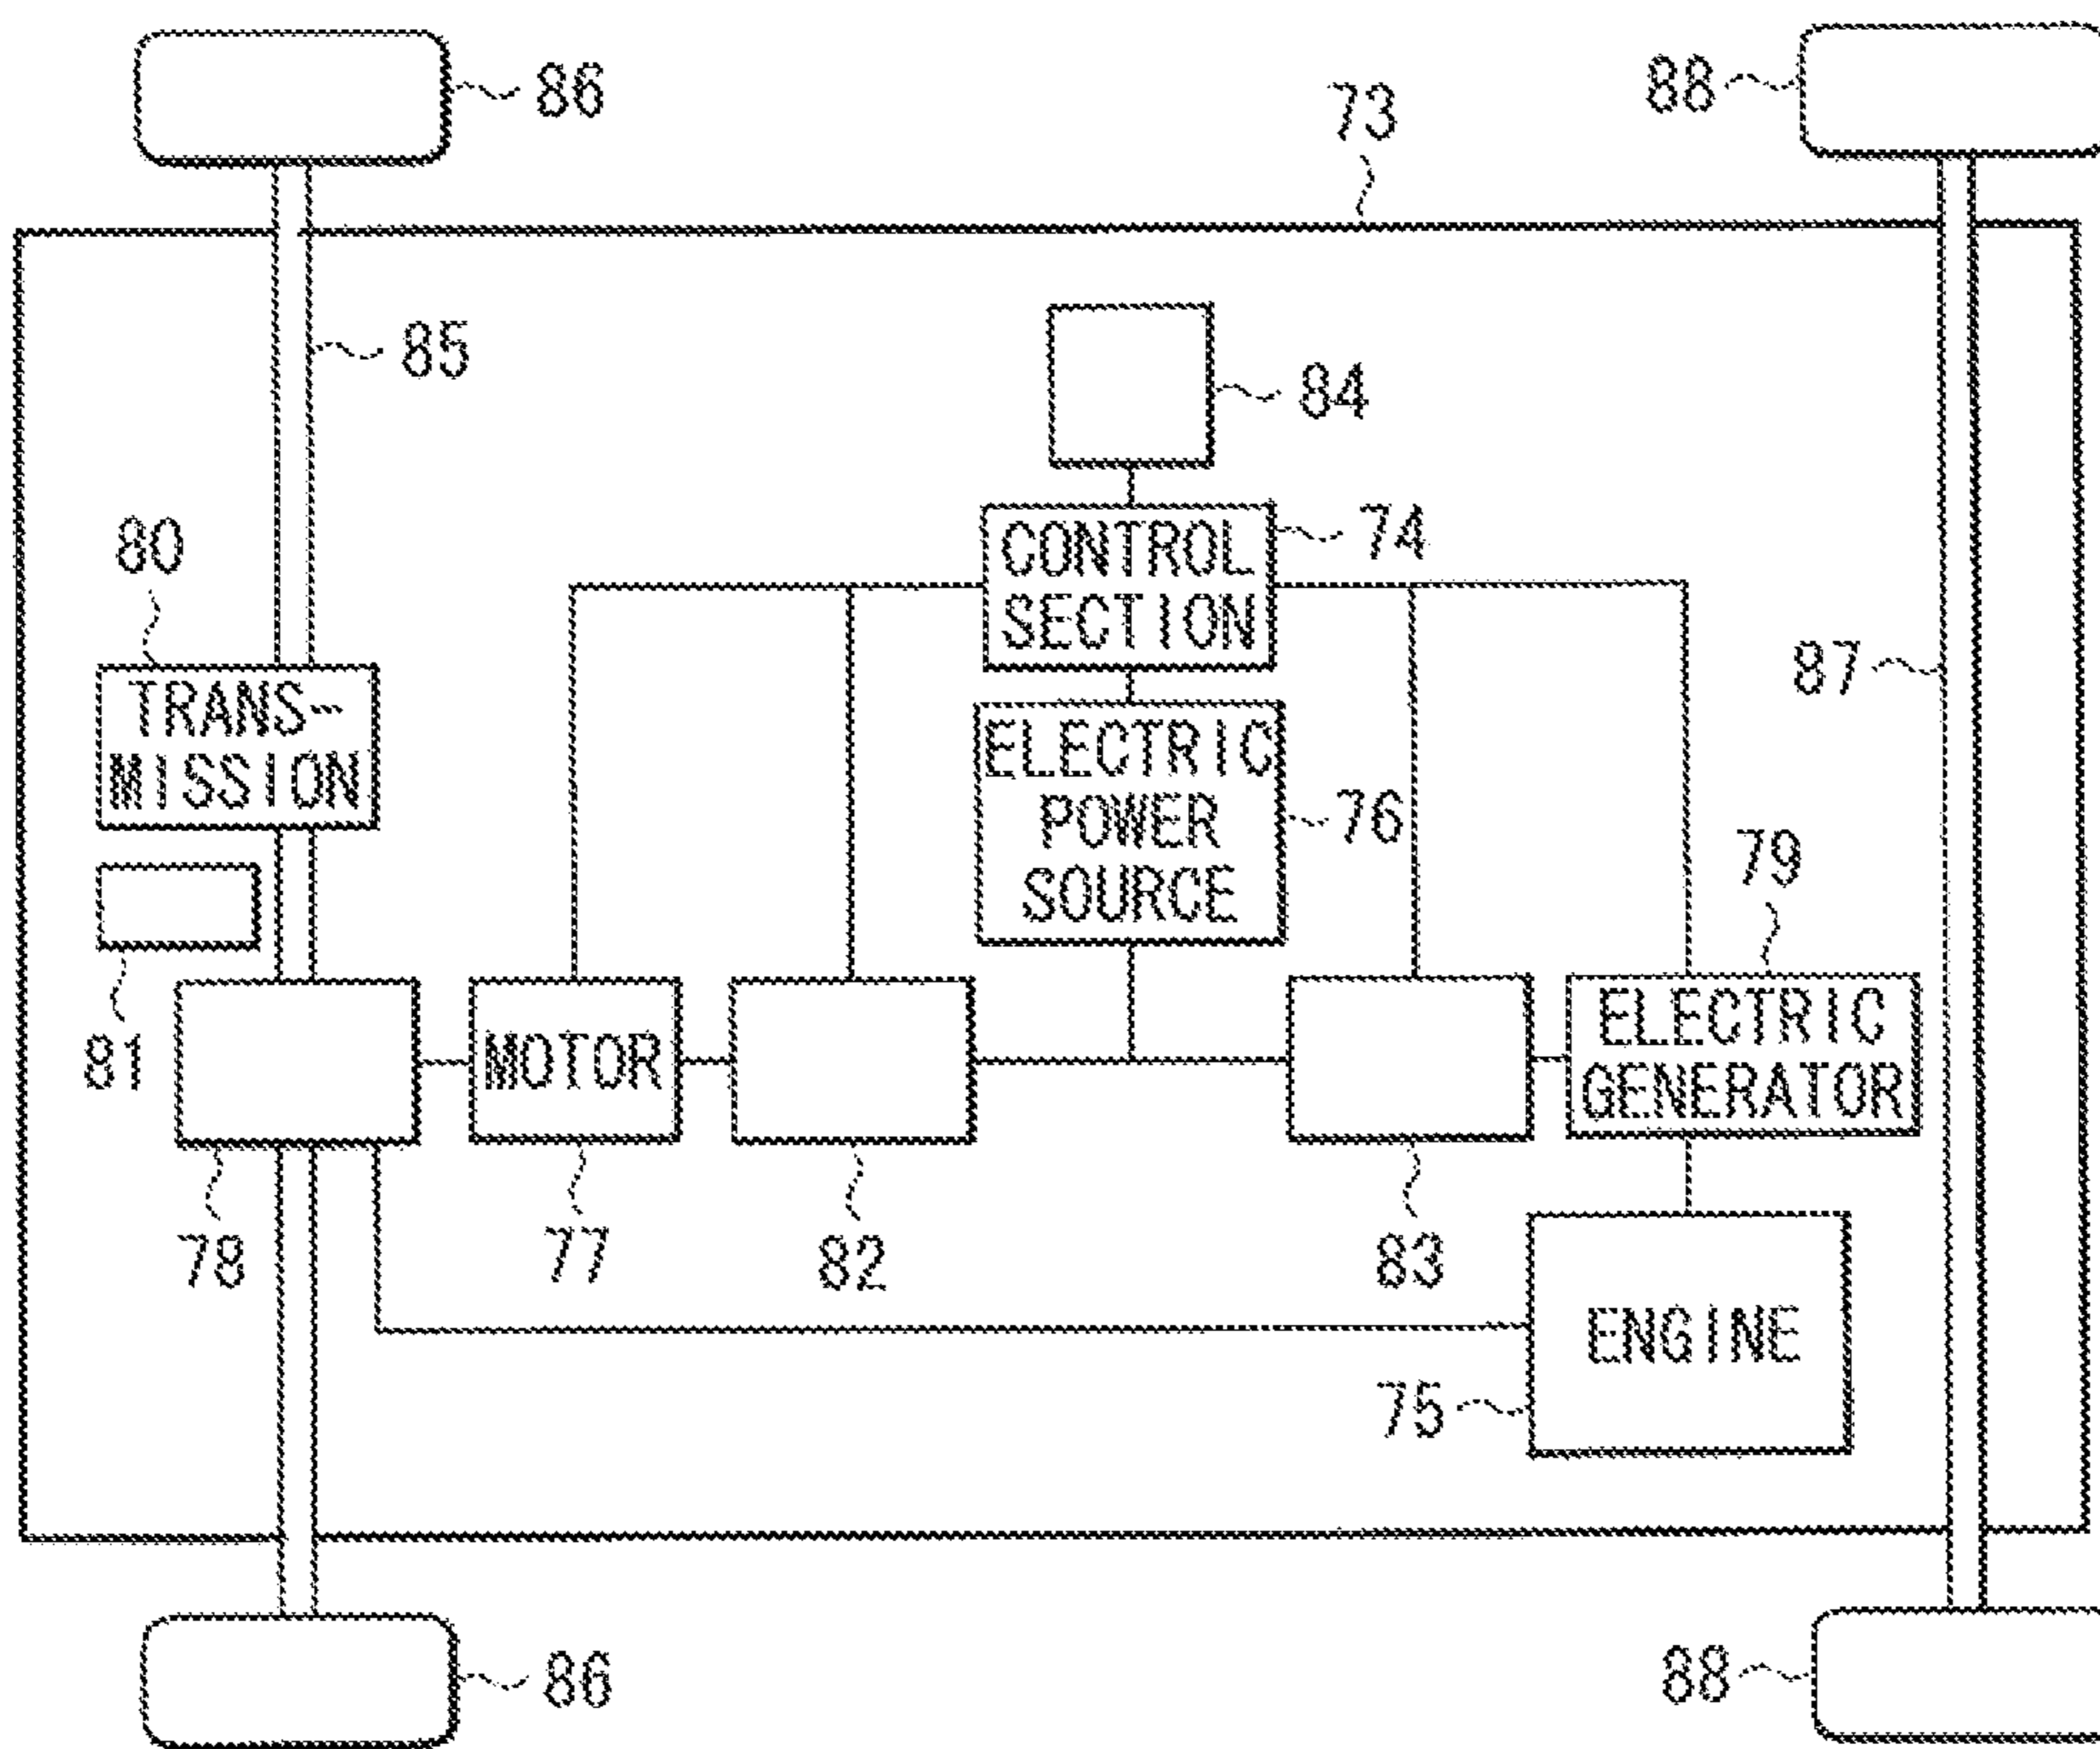 86
88
73
85
84
80
CONTROL
SECTION
74
TRANS-
MISSION
87
ELECTRIC
POWER
SOURCE
76
79
81
MOTOR
ELECTRIC
GENERATOR
78
77
82
83
ENGINE
75
86
88